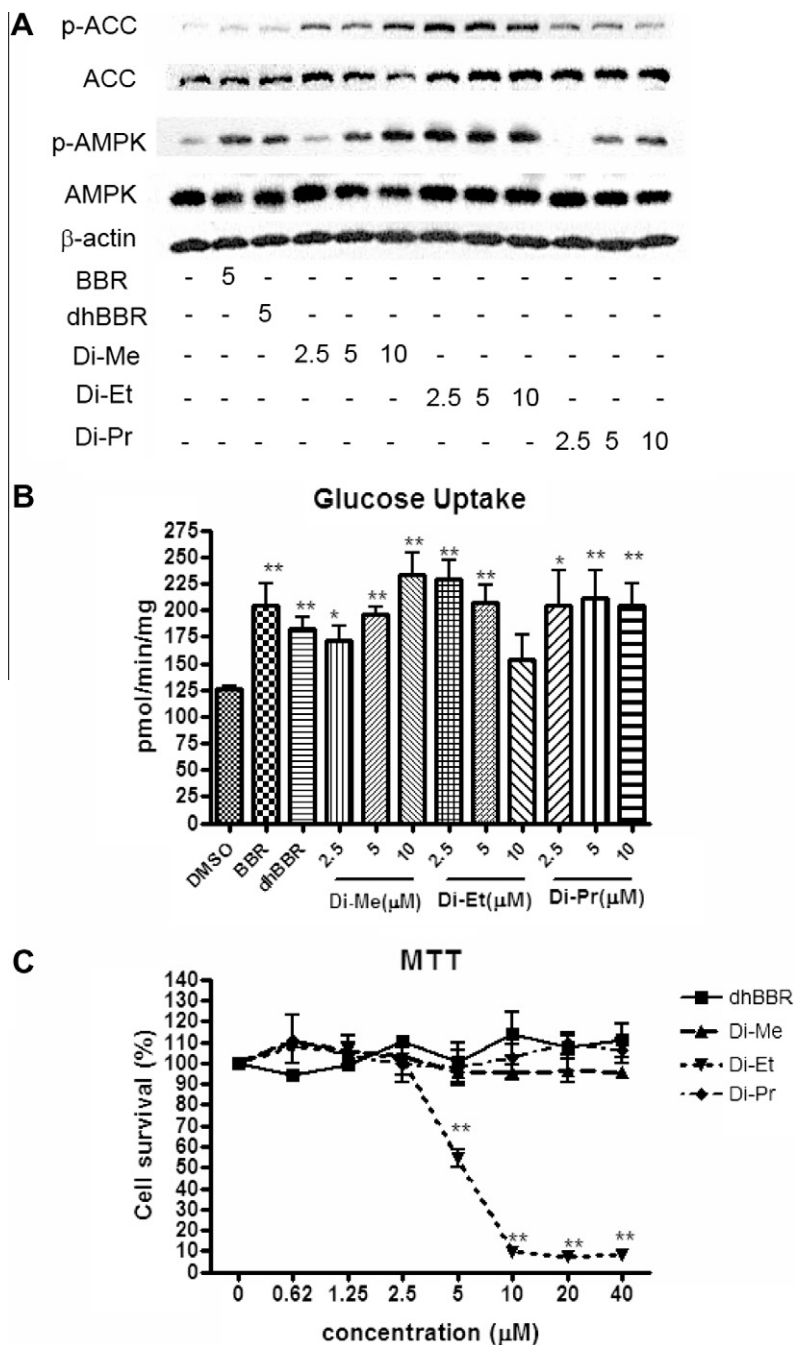 A
p-ACC
ACC
p-AMPK
AMPK
β-actin
BBR - 5 - - - - - - - - - -
dhBBR - - 5 - - - - - - - - -
Di-Me - - - 2.5 5 10 - - - - - -
Di-Et - - - - - - 2.5 5 10 - - -
Di-Pr - - - - - - - - - 2.5 5 10
B
Glucose Uptake
275
250
225
200
175
150
125
100
75
50
25
0
pmol/min/mg
** ** * ** ** ** ** * ** **
DMSO BBR dhBBR 2.5 5 10 2.5 5 10 2.5 5 10
Di-Me(μM) Di-Et(μM) Di-Pr(μM)
C
MTT
140
130
120
110
100
90
80
70
60
50
40
30
20
10
0
Cell survival (%)
** ** ** **
0 0.62 1.25 2.5 5 10 20 40
concentration (μM)
dhBBR
Di-Me
Di-Et
Di-Pr